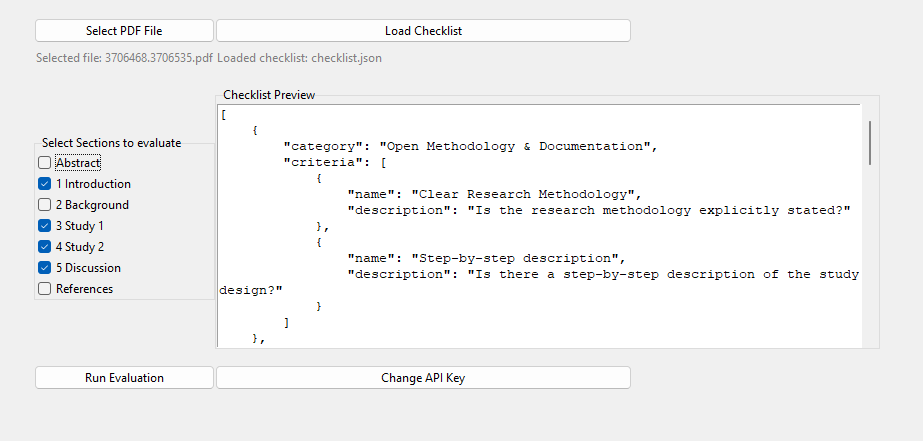 Select PDF File
Load Checklist
Selected file: 3706468.3706535.pdf Loaded checklist: checklist.json
Checklist Preview
[
    {
        "category": "Open Methodology & Documentation",
        "criteria": [
            {
                "name": "Clear Research Methodology",
                "description": "Is the research methodology explicitly stated?"
            },
            {
                "name": "Step-by-step description",
                "description": "Is there a step-by-step description of the study
design?"
            }
        ]
    },
Select Sections to evaluate
Abstract
1 Introduction
2 Background
3 Study 1
4 Study 2
5 Discussion
References
Run Evaluation
Change API Key